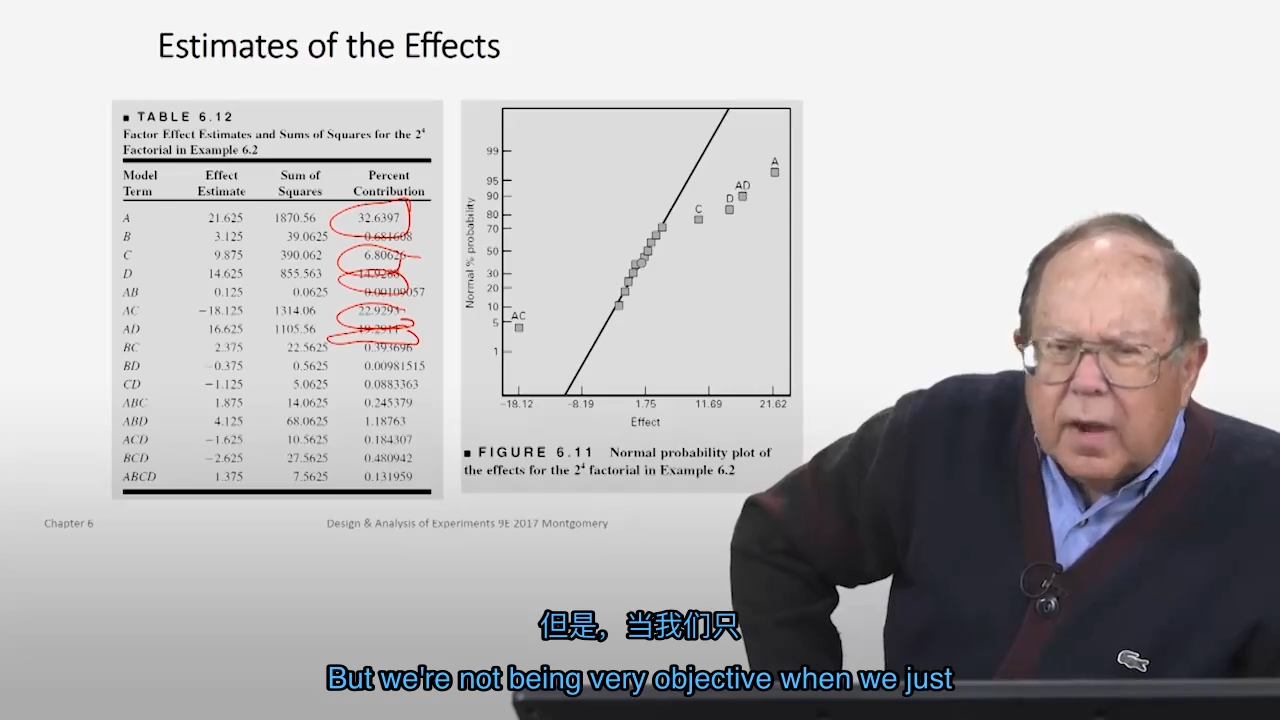 Estimates of the Effects
■ TABLE 6.12
Factor Effect Estimates and Sums of Squares for the 2⁴
Factorial in Example 6.2
Model Effect Sum of Percent
Term Estimate Squares Contribution
A 21.625 1870.56 32.6397
B 3.125 39.0625 0.681608
C 9.875 390.062 6.80626
D 14.625 855.563
AB 0.125 0.0625 0.00109057
AC −18.125 1314.06 22.9293
AD 16.625 1105.56 19.2911
BC 2.375 22.5625 0.393696
BD −0.375 0.5625 0.00981515
CD −1.125 5.0625 0.0883363
ABC 1.875 14.0625 0.245379
ABD 4.125 68.0625 1.18763
ACD −1.625 10.5625 0.184307
BCD −2.625 27.5625 0.480942
ABCD 1.375 7.5625 0.131959
Normal % probability
99
95
90
80
70
50
30
20
10
5
1
A
AD
D
C
AC
−18.12 −8.19 1.75 11.69 21.62
Effect
■ FIGURE 6.11 Normal probability plot of
the effects for the 2⁴ factorial in Example 6.2
Chapter 6
Design & Analysis of Experiments 9E 2017 Montgomery
但是，当我们只
But we're not being very objective when we just